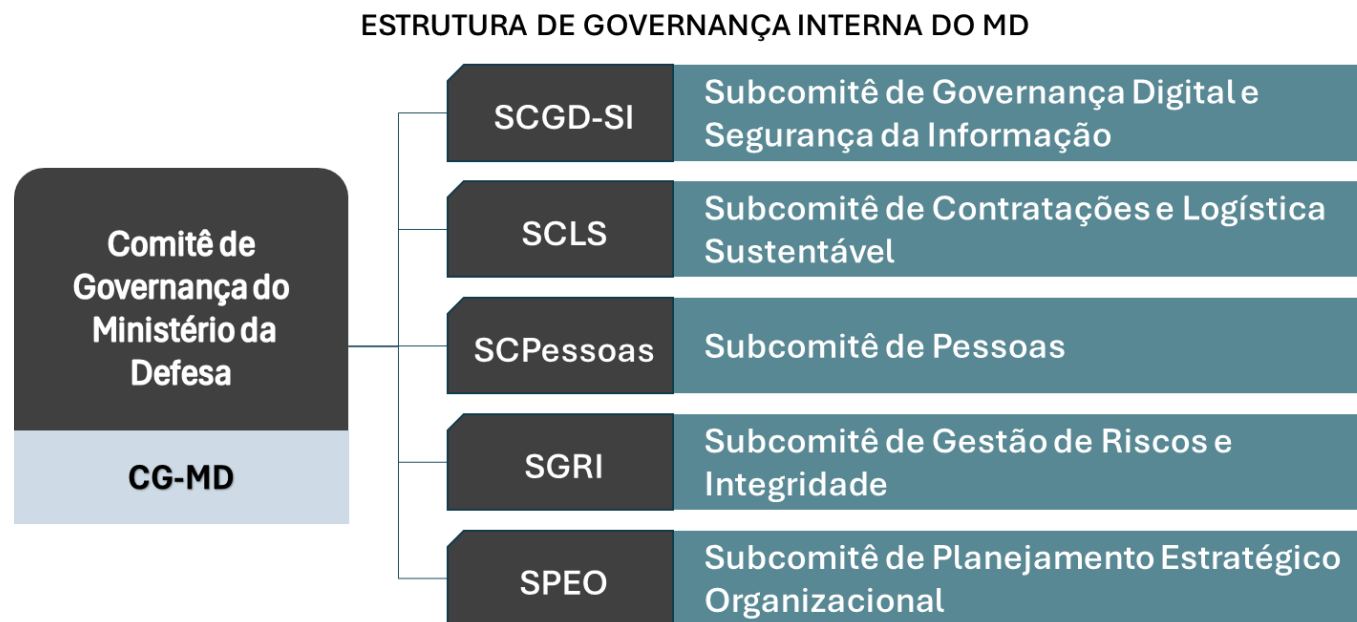 ESTRUTURA DE GOVERNANÇA INTERNA DO MD
Comitê de
Governança do
Ministério da
Defesa
CG-MD
SCGD-SI
Subcomitê de Governança Digital e
Segurança da Informação
SCLS
Subcomitê de Contratações e Logística
Sustentável
SCPessoas
Subcomitê de Pessoas
SGRI
Subcomitê de Gestão de Riscos e
Integridade
SPEO
Subcomitê de Planejamento Estratégico
Organizacional